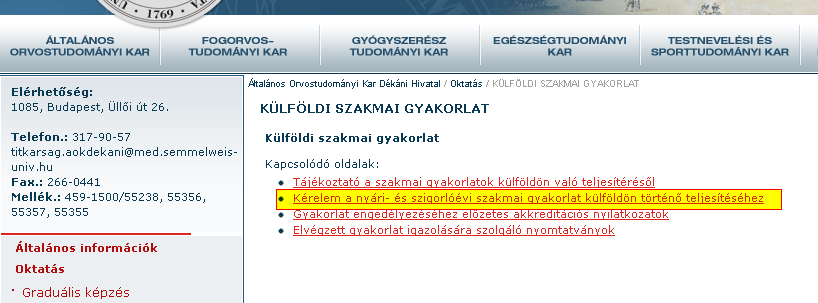 1769
ÁLTALÁNOS
ORVOSTUDOMÁNYI KAR
FOGORVOS-
TUDOMÁNYI KAR
GYÓGYSZERÉSZ
TUDOMÁNYI KAR
EGÉSZSÉGTUDOMÁNYI
KAR
TESTNEVELÉSI ÉS
SPORTTUDOMÁNYI KAR
Elérhetőség:
1085, Budapest, Üllői út 26.
Telefon.: 317-90-57
titkarsag.aokdekani@med.semmelweis-
univ.hu
Fax.: 266-0441
Mellék.: 459-1500/55238, 55356,
55357, 55355
Általános információk
Oktatás
Graduális képzés
Általános Orvostudományi Kar Dékáni Hivatal / Oktatás / KÜLFÖLDI SZAKMAI GYAKORLAT
KÜLFÖLDI SZAKMAI GYAKORLAT
Külföldi szakmai gyakorlat
Kapcsolódó oldalak:
Tájékoztató a szakmai gyakorlatok külföldön való teljesítéséről
Kérelem a nyári- és szigorlóévi szakmai gyakorlat külföldön történő teljesítéséhez
Gyakorlat engedélyezéséhez előzetes akkreditációs nyilatkozatok
Elvégzett gyakorlat igazolására szolgáló nyomtatványok